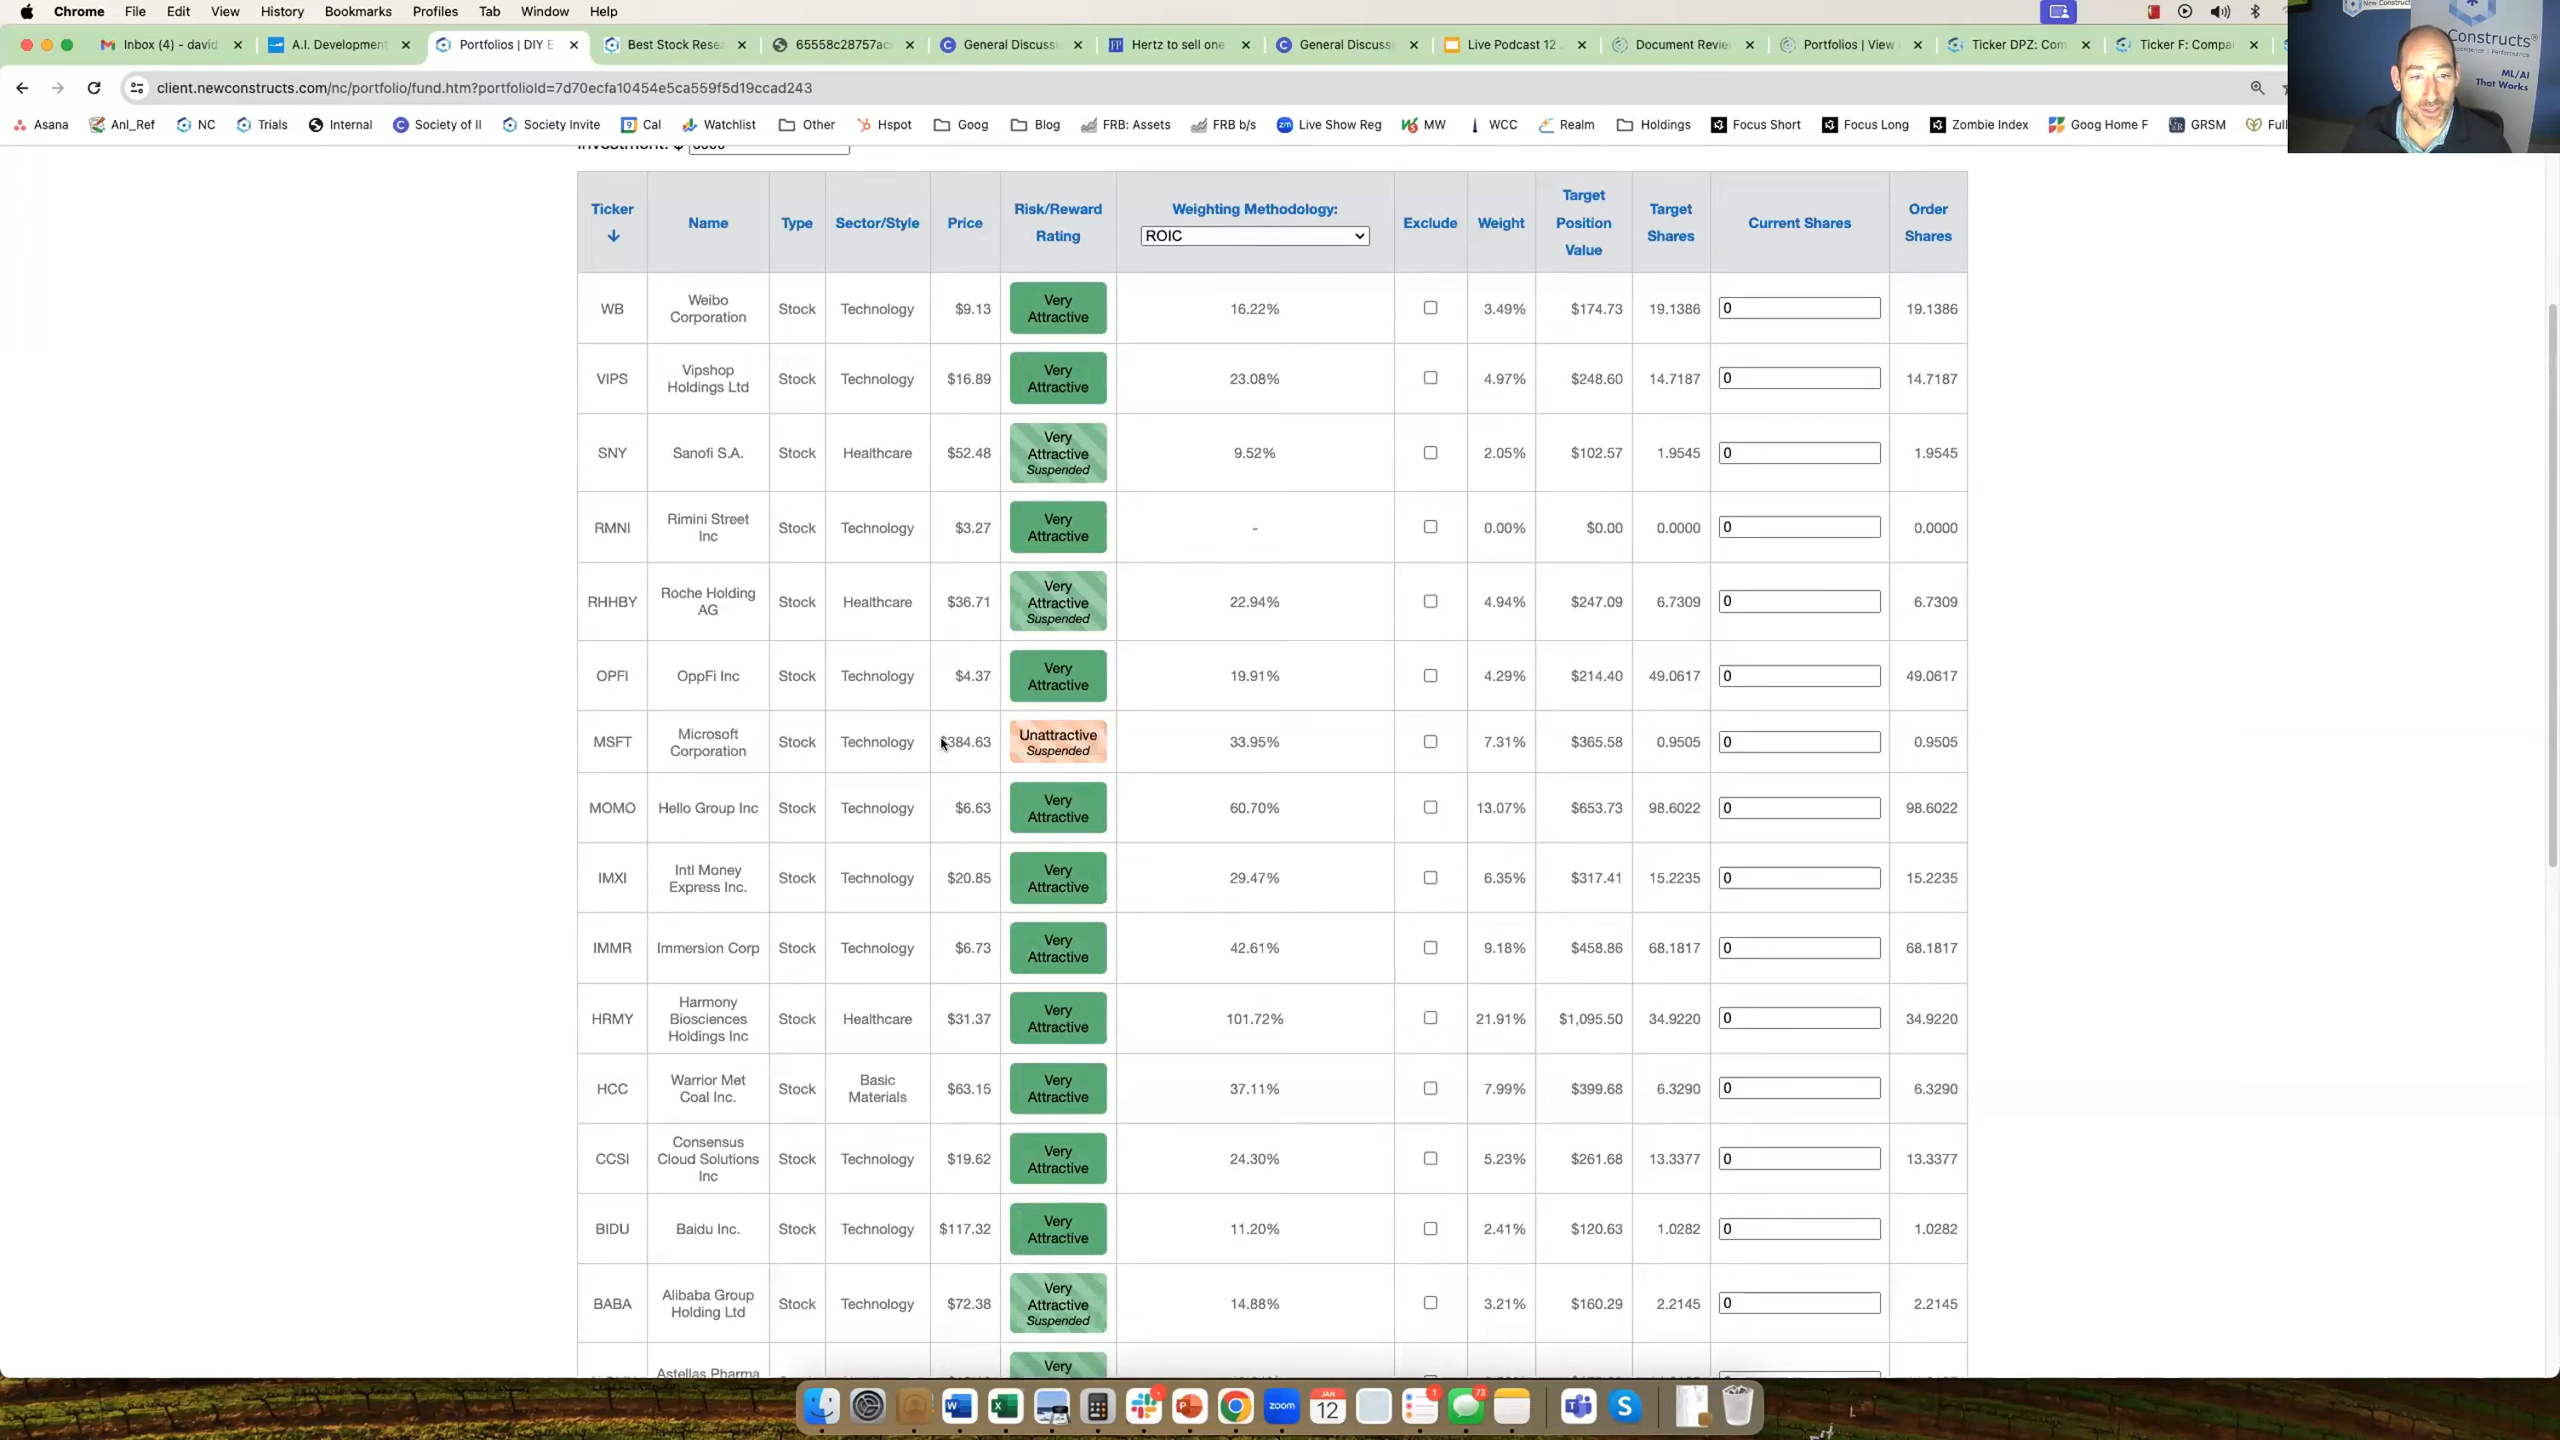 Chrome File Edit View History Bookmarks Profiles Tab Window Help
Inbox (4) - david A.I. Development Portfolios | DIY E Best Stock Resea 65558c28757ac General Discussi Hertz to sell one General Discussi Live Podcast 12 Document Revie Portfolios | View Ticker DPZ: Com Ticker F: Compa
client.newconstructs.com/nc/portfolio/fund.htm?portfolioId=7d70ecfa10454e5ca559f5d19ccad243
Asana Anl_Ref NC Trials Internal Society of II Society Invite Cal Watchlist Other Hspot Goog Blog FRB: Assets FRB b/s Live Show Reg MW WCC Realm Holdings Focus Short Focus Long Zombie Index Goog Home F GRSM Full
Constructs®
ML/AI
That Works
Ticker Name Type Sector/Style Price Risk/Reward Rating Weighting Methodology: ROIC Exclude Weight Target Position Value Target Shares Current Shares Order Shares
WB Weibo Corporation Stock Technology $9.13 Very Attractive 16.22% 3.49% $174.73 19.1386 0 19.1386
VIPS Vipshop Holdings Ltd Stock Technology $16.89 Very Attractive 23.08% 4.97% $248.60 14.7187 0 14.7187
SNY Sanofi S.A. Stock Healthcare $52.48 Very Attractive Suspended 9.52% 2.05% $102.57 1.9545 0 1.9545
RMNI Rimini Street Inc Stock Technology $3.27 Very Attractive - 0.00% $0.00 0.0000 0 0.0000
RHHBY Roche Holding AG Stock Healthcare $36.71 Very Attractive Suspended 22.94% 4.94% $247.09 6.7309 0 6.7309
OPFI OppFi Inc Stock Technology $4.37 Very Attractive 19.91% 4.29% $214.40 49.0617 0 49.0617
MSFT Microsoft Corporation Stock Technology $384.63 Unattractive Suspended 33.95% 7.31% $365.58 0.9505 0 0.9505
MOMO Hello Group Inc Stock Technology $6.63 Very Attractive 60.70% 13.07% $653.73 98.6022 0 98.6022
IMXI Intl Money Express Inc. Stock Technology $20.85 Very Attractive 29.47% 6.35% $317.41 15.2235 0 15.2235
IMMR Immersion Corp Stock Technology $6.73 Very Attractive 42.61% 9.18% $458.86 68.1817 0 68.1817
HRMY Harmony Biosciences Holdings Inc Stock Healthcare $31.37 Very Attractive 101.72% 21.91% $1,095.50 34.9220 0 34.9220
HCC Warrior Met Coal Inc. Stock Basic Materials $63.15 Very Attractive 37.11% 7.99% $399.68 6.3290 0 6.3290
CCSI Consensus Cloud Solutions Inc Stock Technology $19.62 Very Attractive 24.30% 5.23% $261.68 13.3377 0 13.3377
BIDU Baidu Inc. Stock Technology $117.32 Very Attractive 11.20% 2.41% $120.63 1.0282 0 1.0282
BABA Alibaba Group Holding Ltd Stock Technology $72.38 Very Attractive Suspended 14.88% 3.21% $160.29 2.2145 0 2.2145
Astellas Pharma Very
JAN 12 zoom 1 73